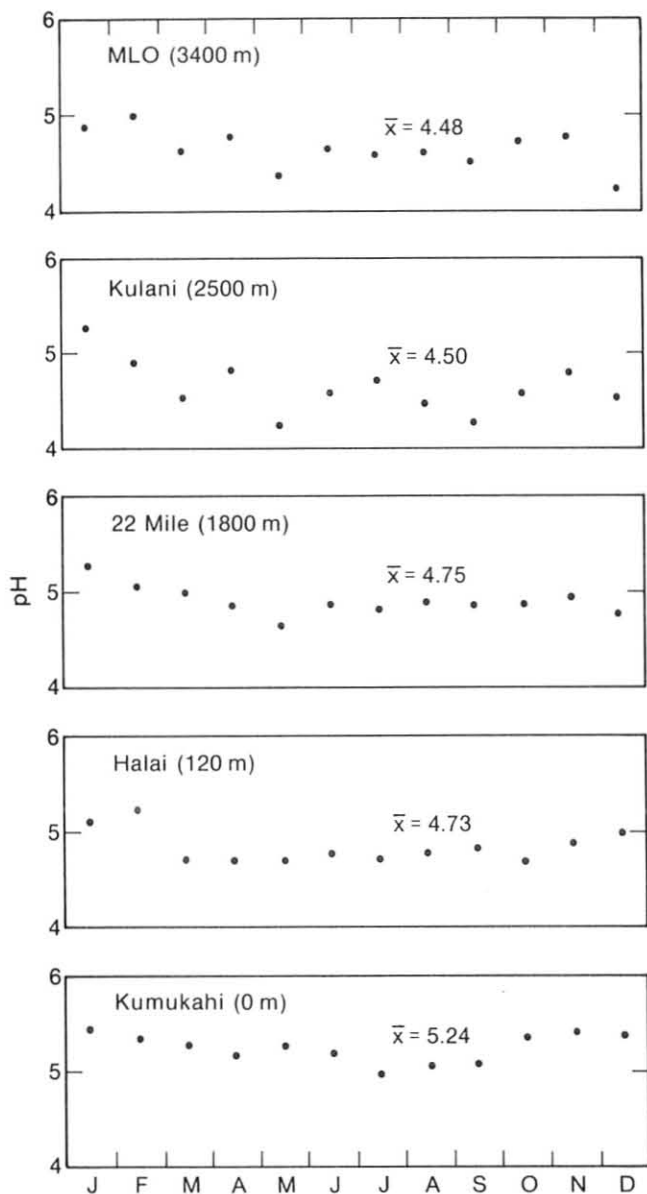 6
MLO (3400 m)
5
x̄ = 4.48
4
6
Kulani (2500 m)
5
x̄ = 4.50
4
6
22 Mile (1800 m)
pH
5
x̄ = 4.75
4
6
Halai (120 m)
5
x̄ = 4.73
4
6
Kumukahi (0 m)
5
x̄ = 5.24
4
J F M A M J J A S O N D